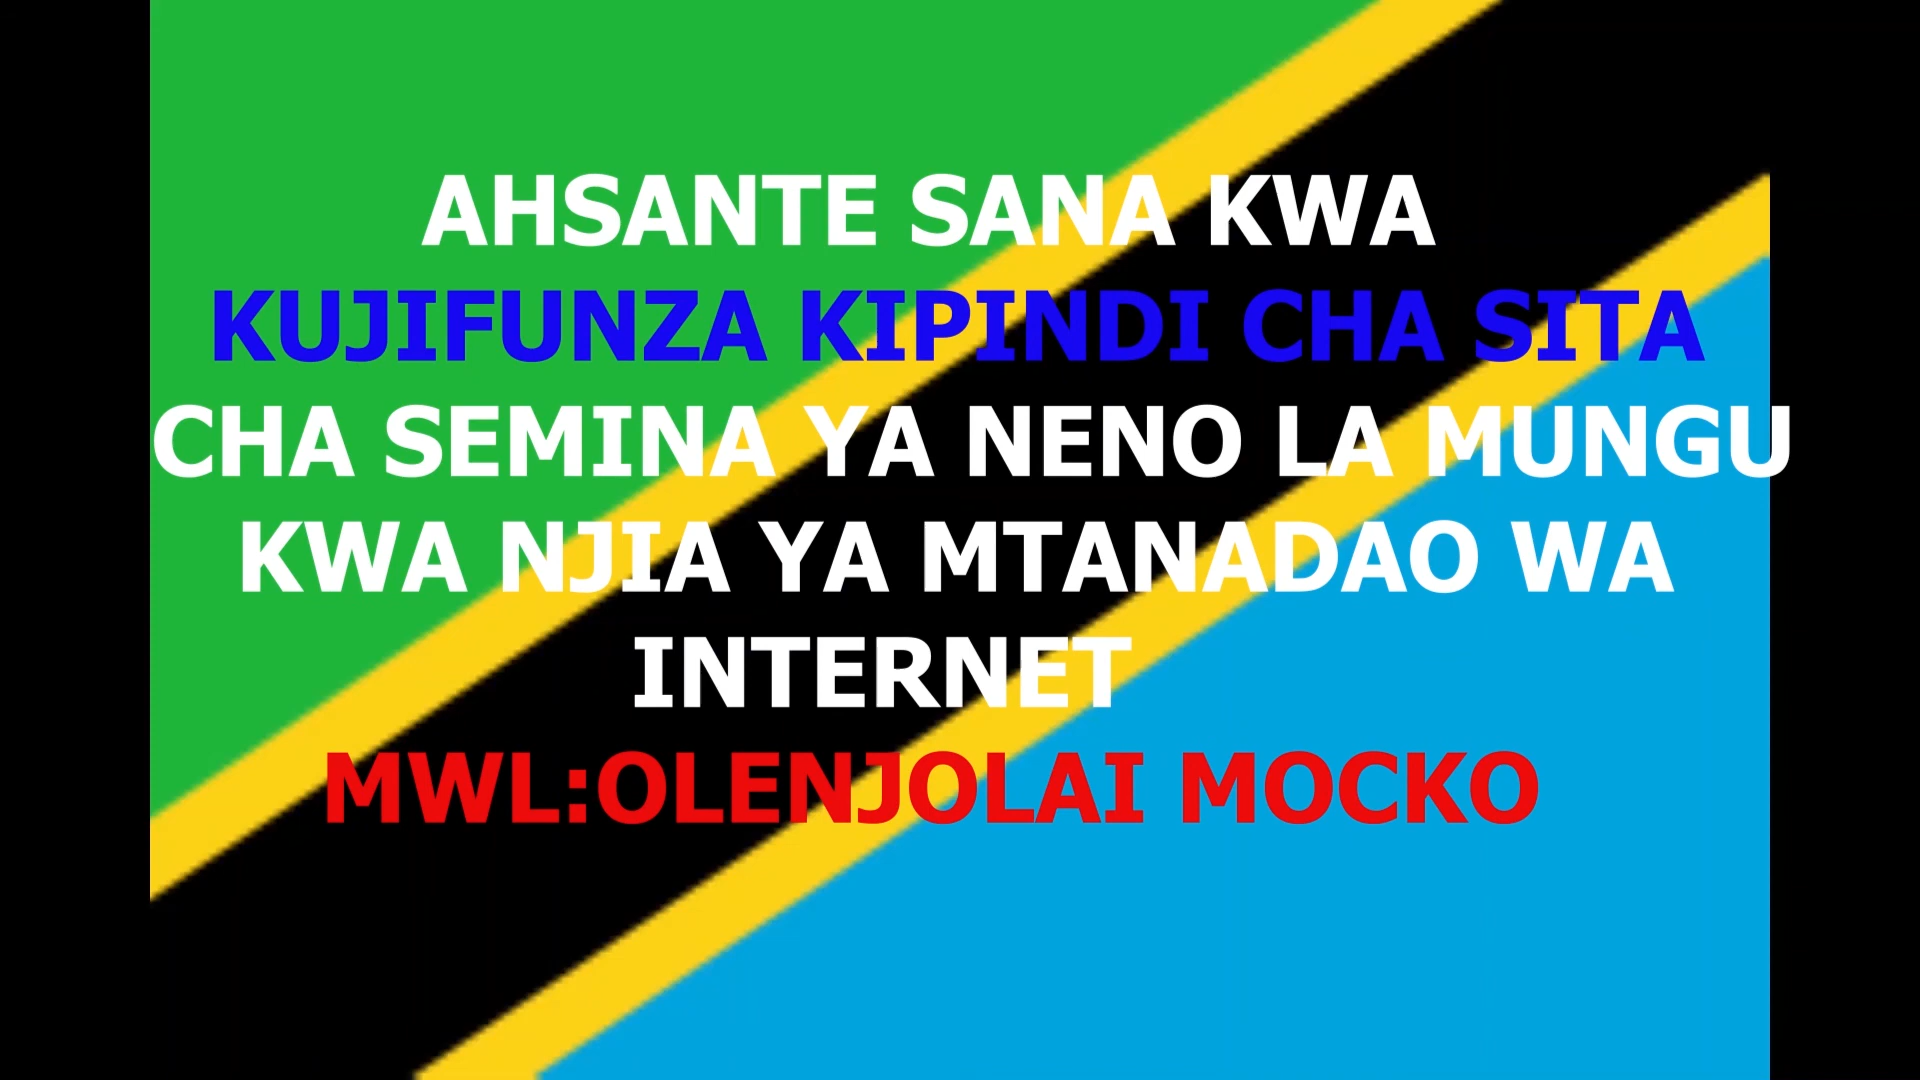 AHSANTE SANA KWA
KUJIFUNZA KIPINDI CHA SITA
CHA SEMINA YA NENO LA MUNGU
KWA NJIA YA MTANADAO WA
INTERNET
MWL:OLENJOLAI MOCKO